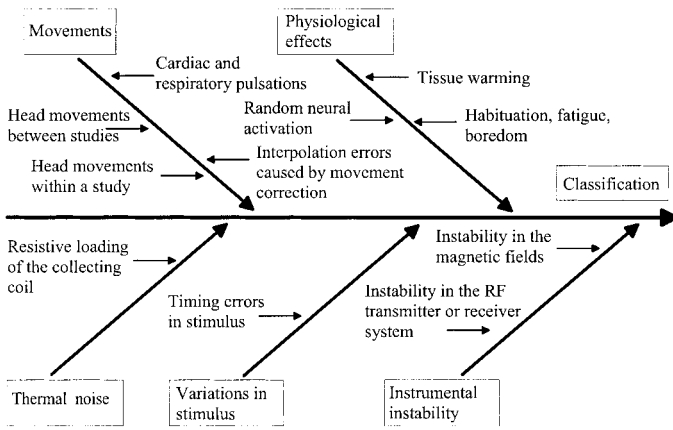 Movements
Physiological
effects
Cardiac and
respiratory pulsations
Tissue warming
Head movements
between studies
Random neural
activation
Habituation, fatigue,
boredom
Head movements
within a study
Interpolation errors
caused by movement
correction
Classification
Resistive loading
of the collecting
coil
Instability in the
magnetic fields
Timing errors
in stimulus
Instability in the RF
transmitter or receiver
system
Thermal noise
Variations in
stimulus
Instrumental
instability